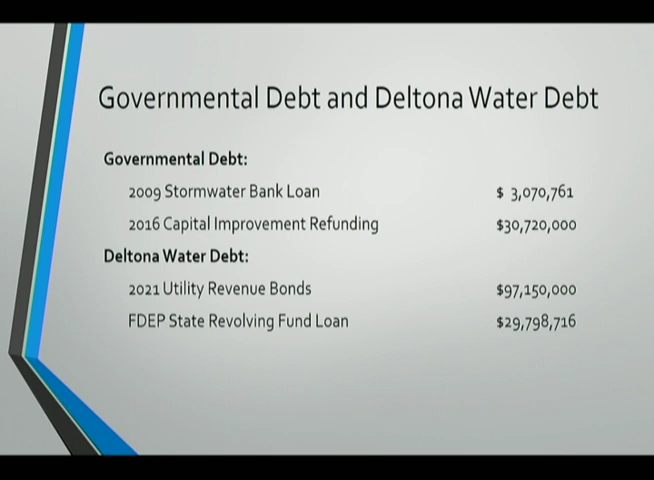 Governmental Debt and Deltona Water Debt
Governmental Debt:
2009 Stormwater Bank Loan $ 3,070,761
2016 Capital Improvement Refunding $30,720,000
Deltona Water Debt:
2021 Utility Revenue Bonds $97,150,000
FDEP State Revolving Fund Loan $29,798,716